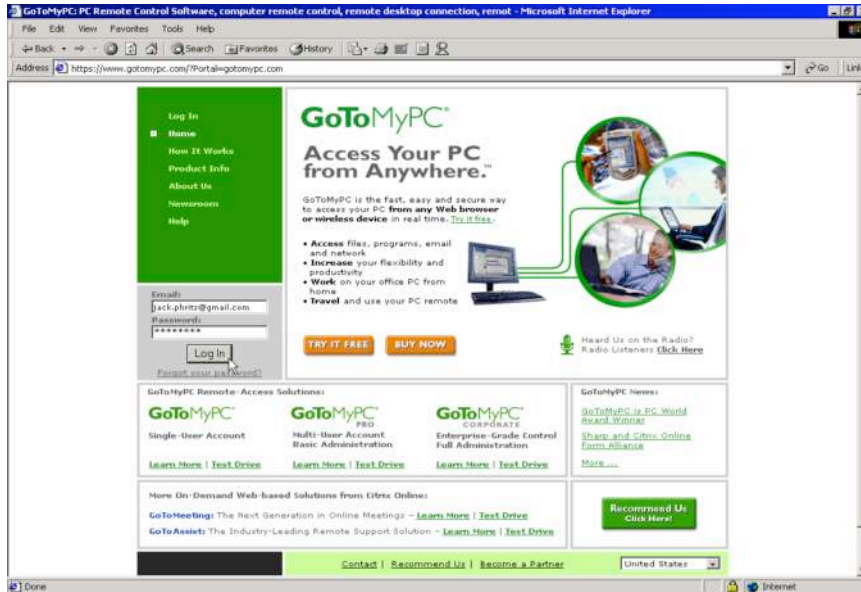 GoToMyPC: PC Remote Control Software, computer remote control, remote desktop connection, remot - Microsoft Internet Explorer
File Edit View Favorites Tools Help
Back Search Favorites History
Address https://www.gotomypc.com/?Portal=gotomypc.com Go Link
Log In
Home
How It Works
Product Info
About Us
Newsroom
Help
GoToMyPC®
Access Your PC
from Anywhere.™
GoToMyPC is the fast, easy and secure way
to access your PC from any Web browser
or wireless device in real time. Try it free.
• Access files, programs, email
and network
• Increase your flexibility and
productivity
• Work on your office PC from
home
• Travel and use your PC remote
TRY IT FREE BUY NOW
Heard Us on the Radio?
Radio Listeners Click Here
Email:
jack.phritz@gmail.com
Password:
********
Log In
Forgot your password?
GoToMyPC Remote-Access Solutions:
GoToMyPC®
Single-User Account
Learn More | Test Drive
GoToMyPC®
PRO
Multi-User Account
Basic Administration
Learn More | Test Drive
GoToMyPC®
CORPORATE
Enterprise-Grade Control
Full Administration
Learn More | Test Drive
GoToMyPC News:
GoToMyPC is PC World
Award Winner
Sharp and Citrix Online
Form Alliance
More ...
More On-Demand Web-based Solutions from Citrix Online:
GoToMeeting: The Next Generation in Online Meetings – Learn More | Test Drive
GoToAssist: The Industry-Leading Remote Support Solution – Learn More | Test Drive
Recommend Us
Click Here!
Contact | Recommend Us | Become a Partner
United States
Done Internet